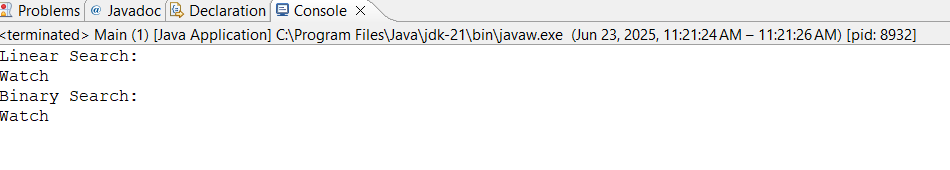 Problems @ Javadoc Declaration Console
<terminated> Main (1) [Java Application] C:\Program Files\Java\jdk-21\bin\javaw.exe (Jun 23, 2025, 11:21:24 AM – 11:21:26 AM) [pid: 8932]
Linear Search:
Watch
Binary Search:
Watch